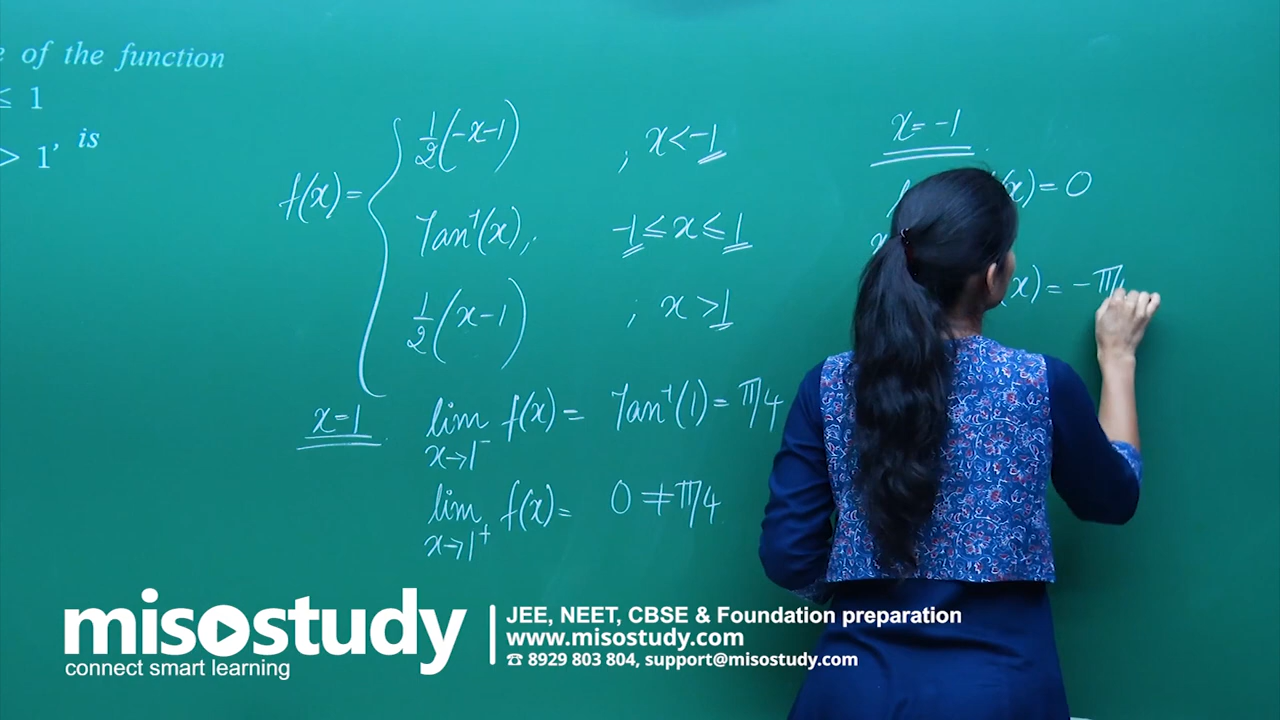 e of the function
≤ 1
> 1, is
f(x) = { 1/2(-x-1) ; x < -1
Tan⁻¹(x), ; -1 ≤ x ≤ 1
1/2(x-1) ; x > 1
x=1 lim x→1⁻ f(x) = Tan⁻¹(1) = π/4
lim x→1⁺ f(x) = 0 ≠ π/4
x = -1
(x) = 0
(x) = -π/
misostudy
connect smart learning
JEE, NEET, CBSE & Foundation preparation
www.misostudy.com
☎ 8929 803 804, support@misostudy.com